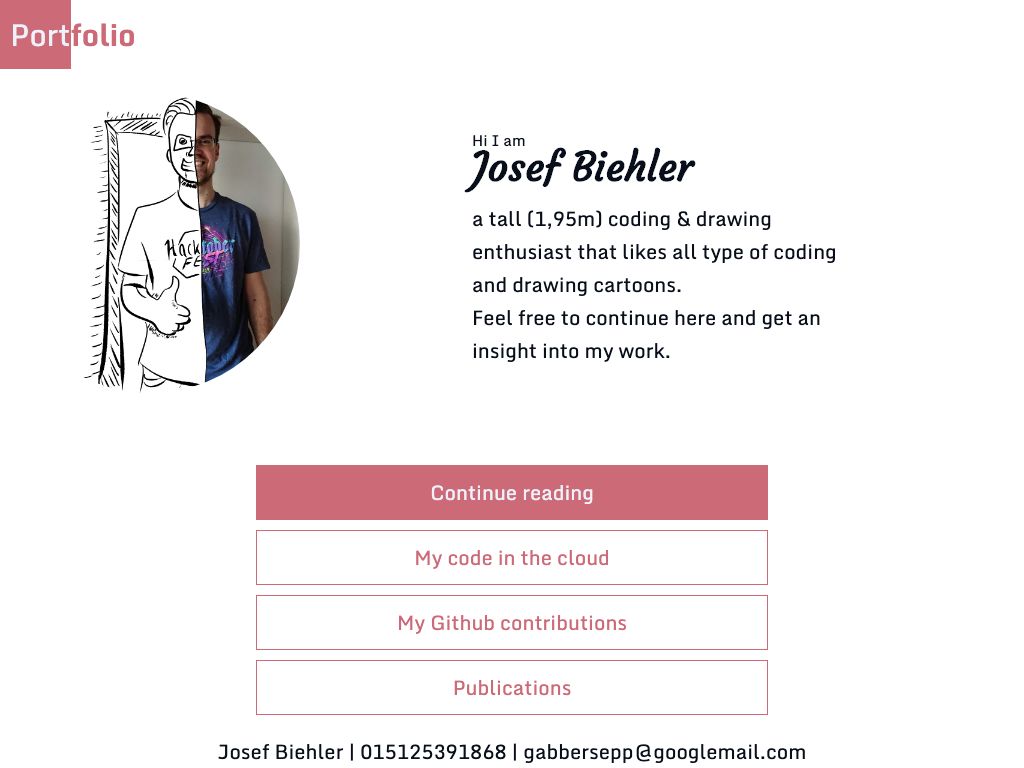 Portfolio
Hacktober
FEST
Hi I am
Josef Biehler
a tall (1,95m) coding & drawing
enthusiast that likes all type of coding
and drawing cartoons.
Feel free to continue here and get an
insight into my work.
Continue reading
My code in the cloud
My Github contributions
Publications
Josef Biehler | 015125391868 | gabbersepp@googlemail.com